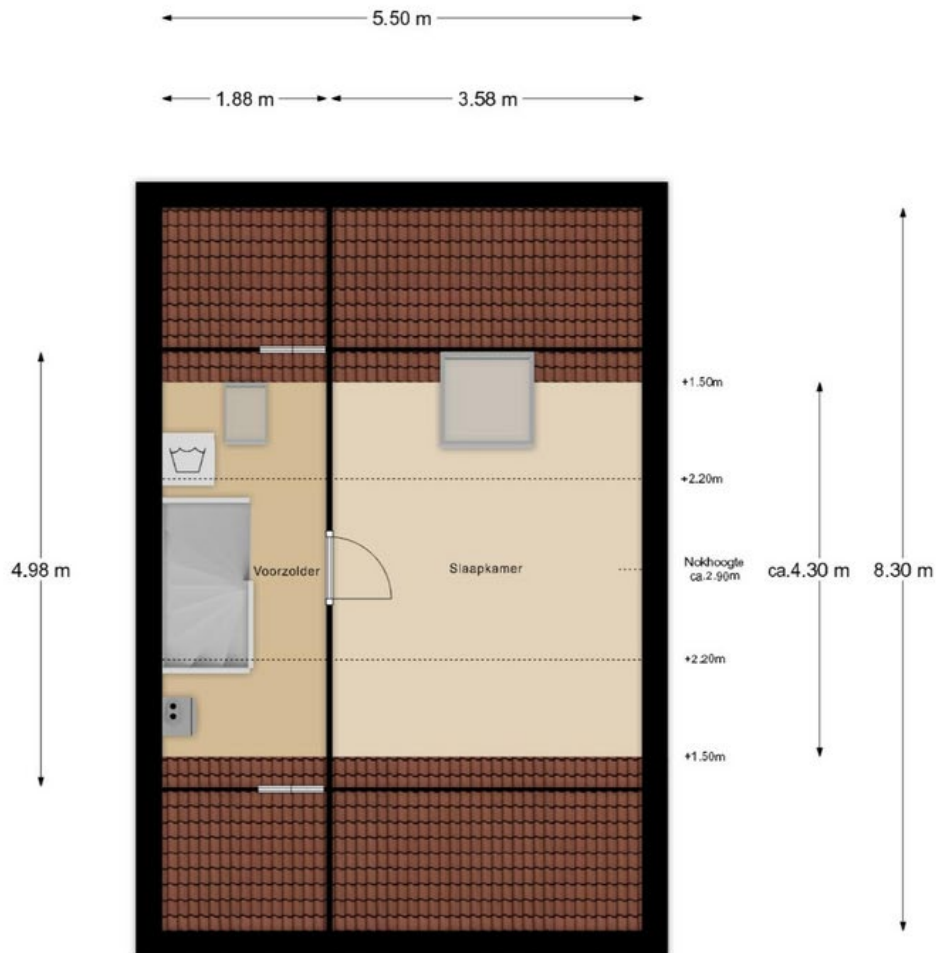 5.50 m
1.88 m
3.58 m
+1.50m
+2.20m
4.98 m
Voorzolder
Slaapkamer
Nokhoogte
ca.2.90m
ca.4.30 m
8.30 m
+2.20m
+1.50m